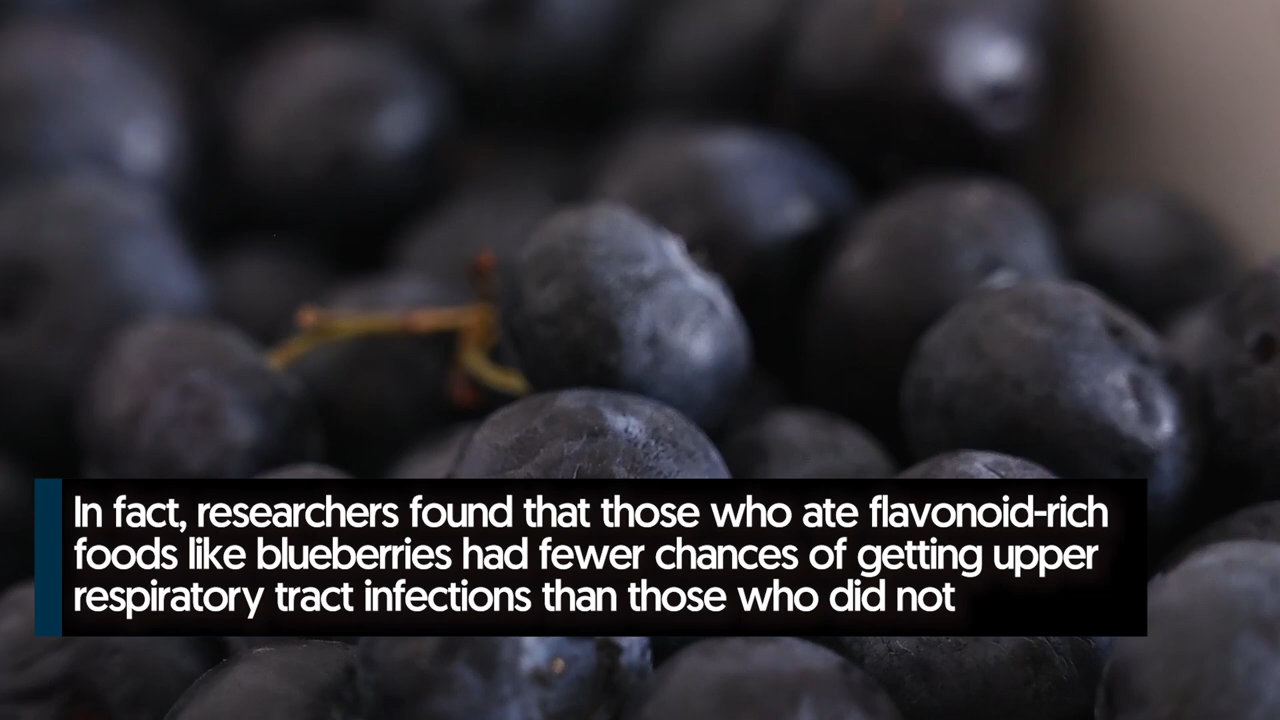 In fact, researchers found that those who ate flavonoid-rich
foods like blueberries had fewer chances of getting upper
respiratory tract infections than those who did not